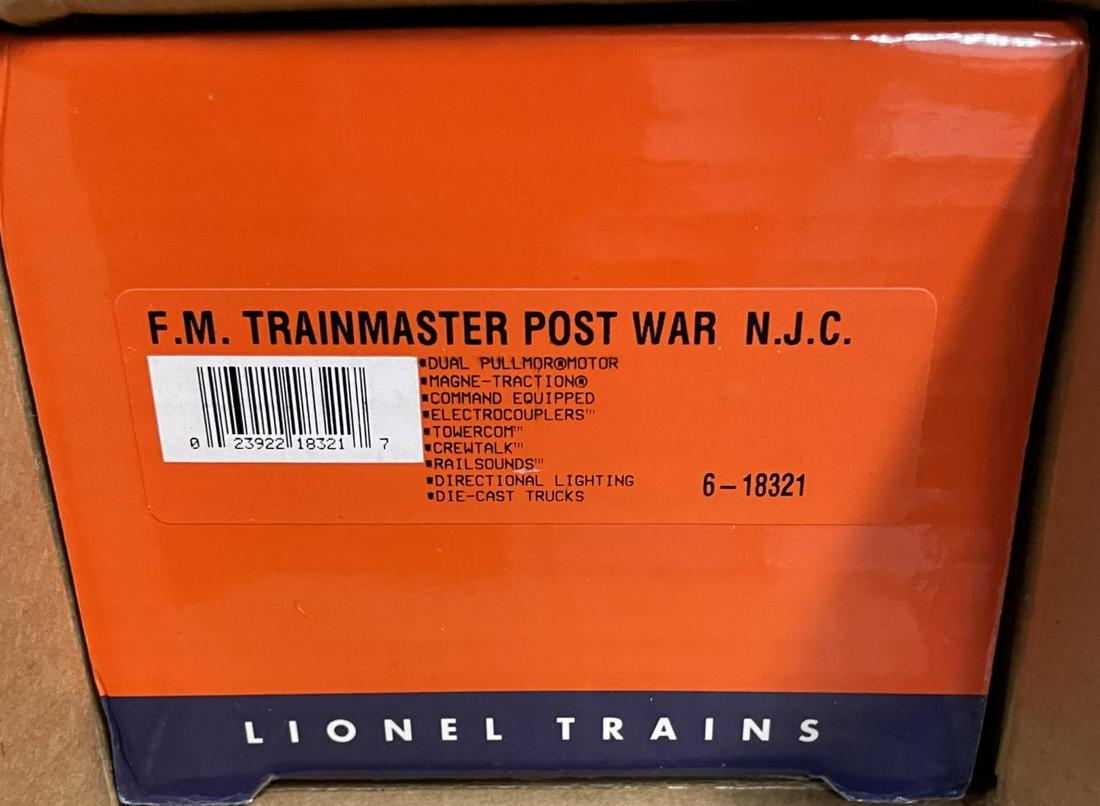 F.M. TRAINMASTER POST WAR N.J.C.
▪DUAL PULLMOR®MOTOR
▪MAGNE-TRACTION®
▪COMMAND EQUIPPED
▪ELECTROCOUPLERS™
▪TOWERCOM™
▪CREWTALK™
▪RAILSOUNDS™
▪DIRECTIONAL LIGHTING
▪DIE-CAST TRUCKS
0 23922 18321 7
6-18321
LIONEL TRAINS